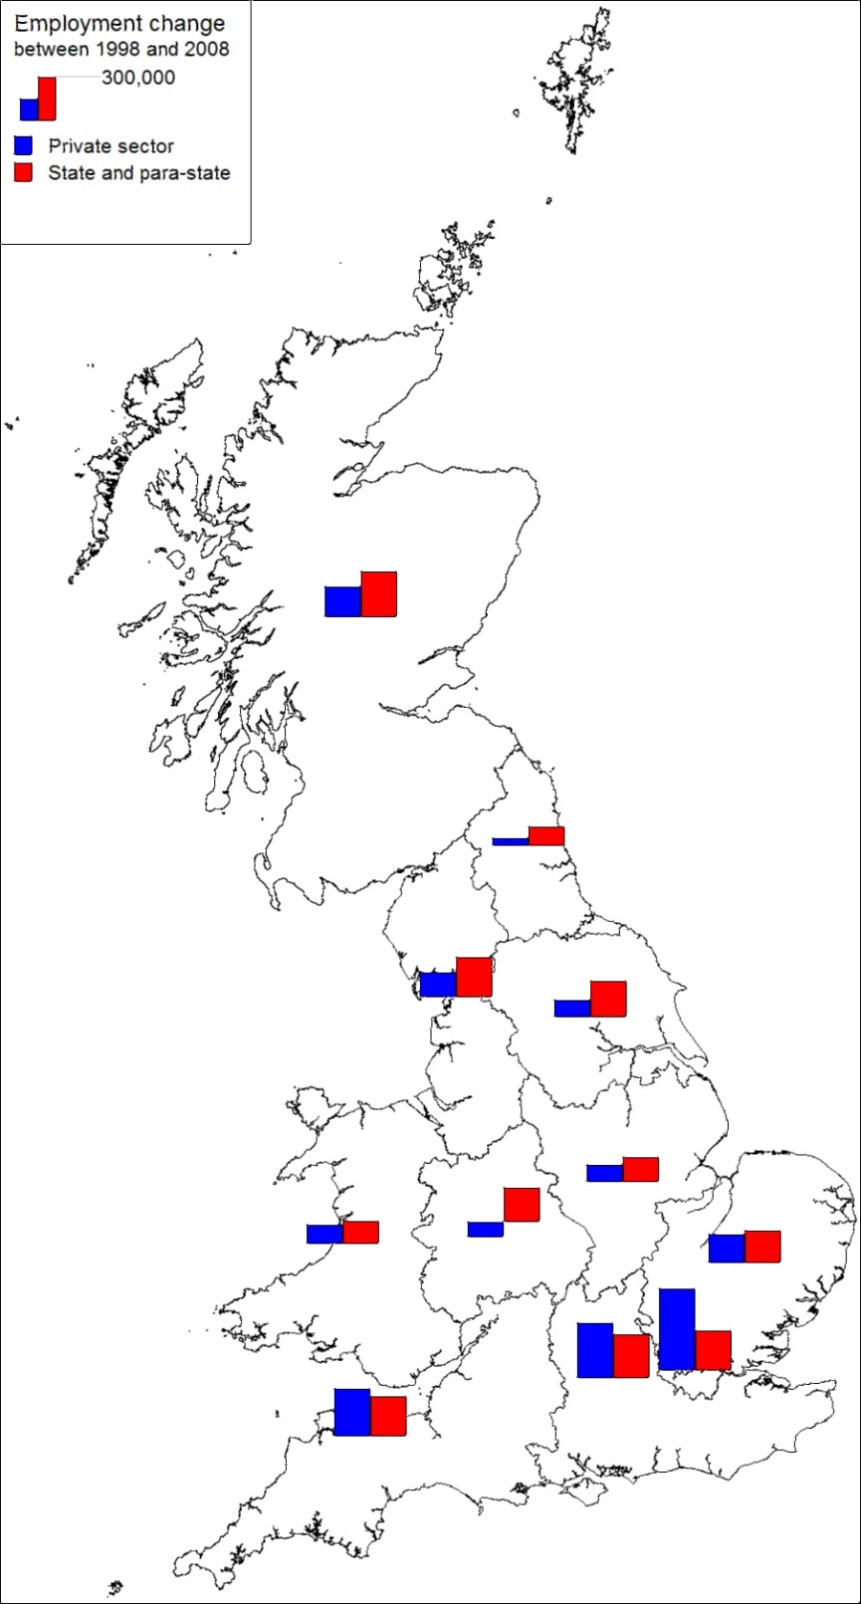 Employment change
between 1998 and 2008
300,000
Private sector
State and para-state